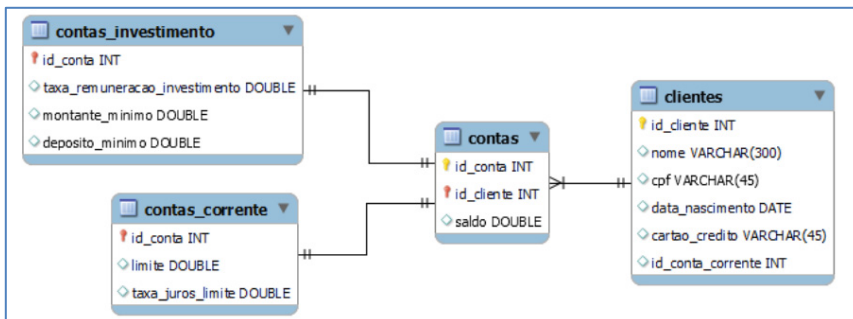 contas_investimento
id_conta INT
taxa_remuneracao_investimento DOUBLE
montante_minimo DOUBLE
deposito_minimo DOUBLE
contas_corrente
id_conta INT
limite DOUBLE
taxa_juros_limite DOUBLE
contas
id_conta INT
id_cliente INT
saldo DOUBLE
clientes
id_cliente INT
nome VARCHAR(300)
cpf VARCHAR(45)
data_nascimento DATE
cartao_credito VARCHAR(45)
id_conta_corrente INT